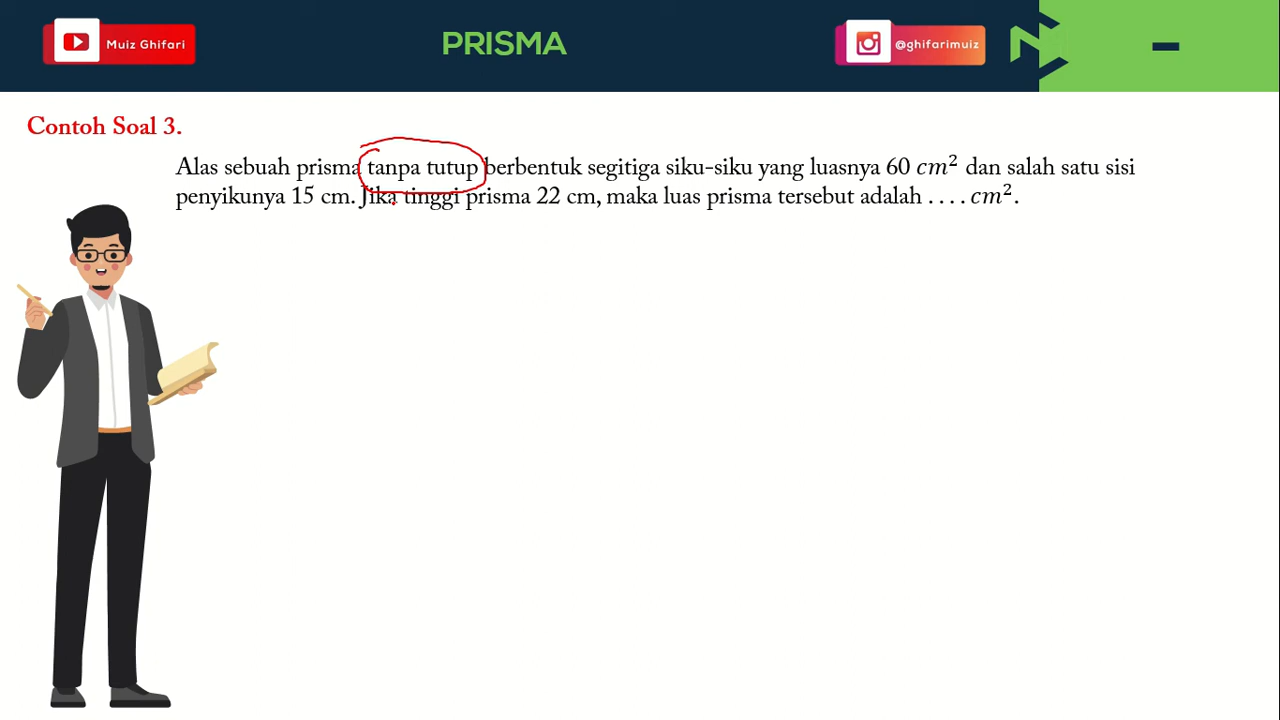 Muiz Ghifari
PRISMA
@ghifarimuiz
Contoh Soal 3.
Alas sebuah prisma tanpa tutup berbentuk segitiga siku-siku yang luasnya 60 cm² dan salah satu sisi
penyikunya 15 cm. Jika tinggi prisma 22 cm, maka luas prisma tersebut adalah . . . . cm².